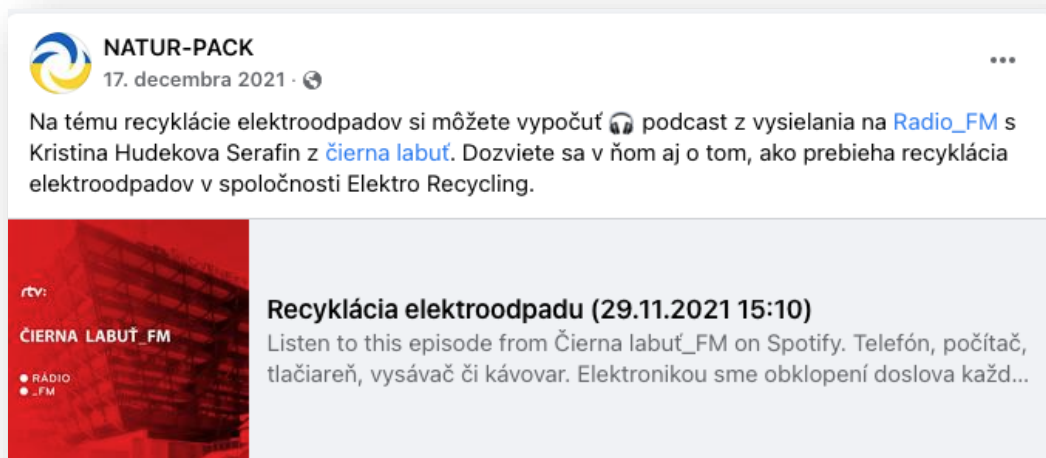 NATUR-PACK
17. decembra 2021 ·
Na tému recyklácie elektroodpadov si môžete vypočuť 🎧 podcast z vysielania na Radio_FM s
Kristina Hudekova Serafin z čierna labuť. Dozviete sa v ňom aj o tom, ako prebieha recyklácia
elektroodpadov v spoločnosti Elektro Recycling.
rtv:
ČIERNA LABUŤ_FM
RÁDIO
_FM
Recyklácia elektroodpadu (29.11.2021 15:10)
Listen to this episode from Čierna labuť_FM on Spotify. Telefón, počítač,
tlačiareň, vysávač či kávovar. Elektronikou sme obklopení doslova každ...